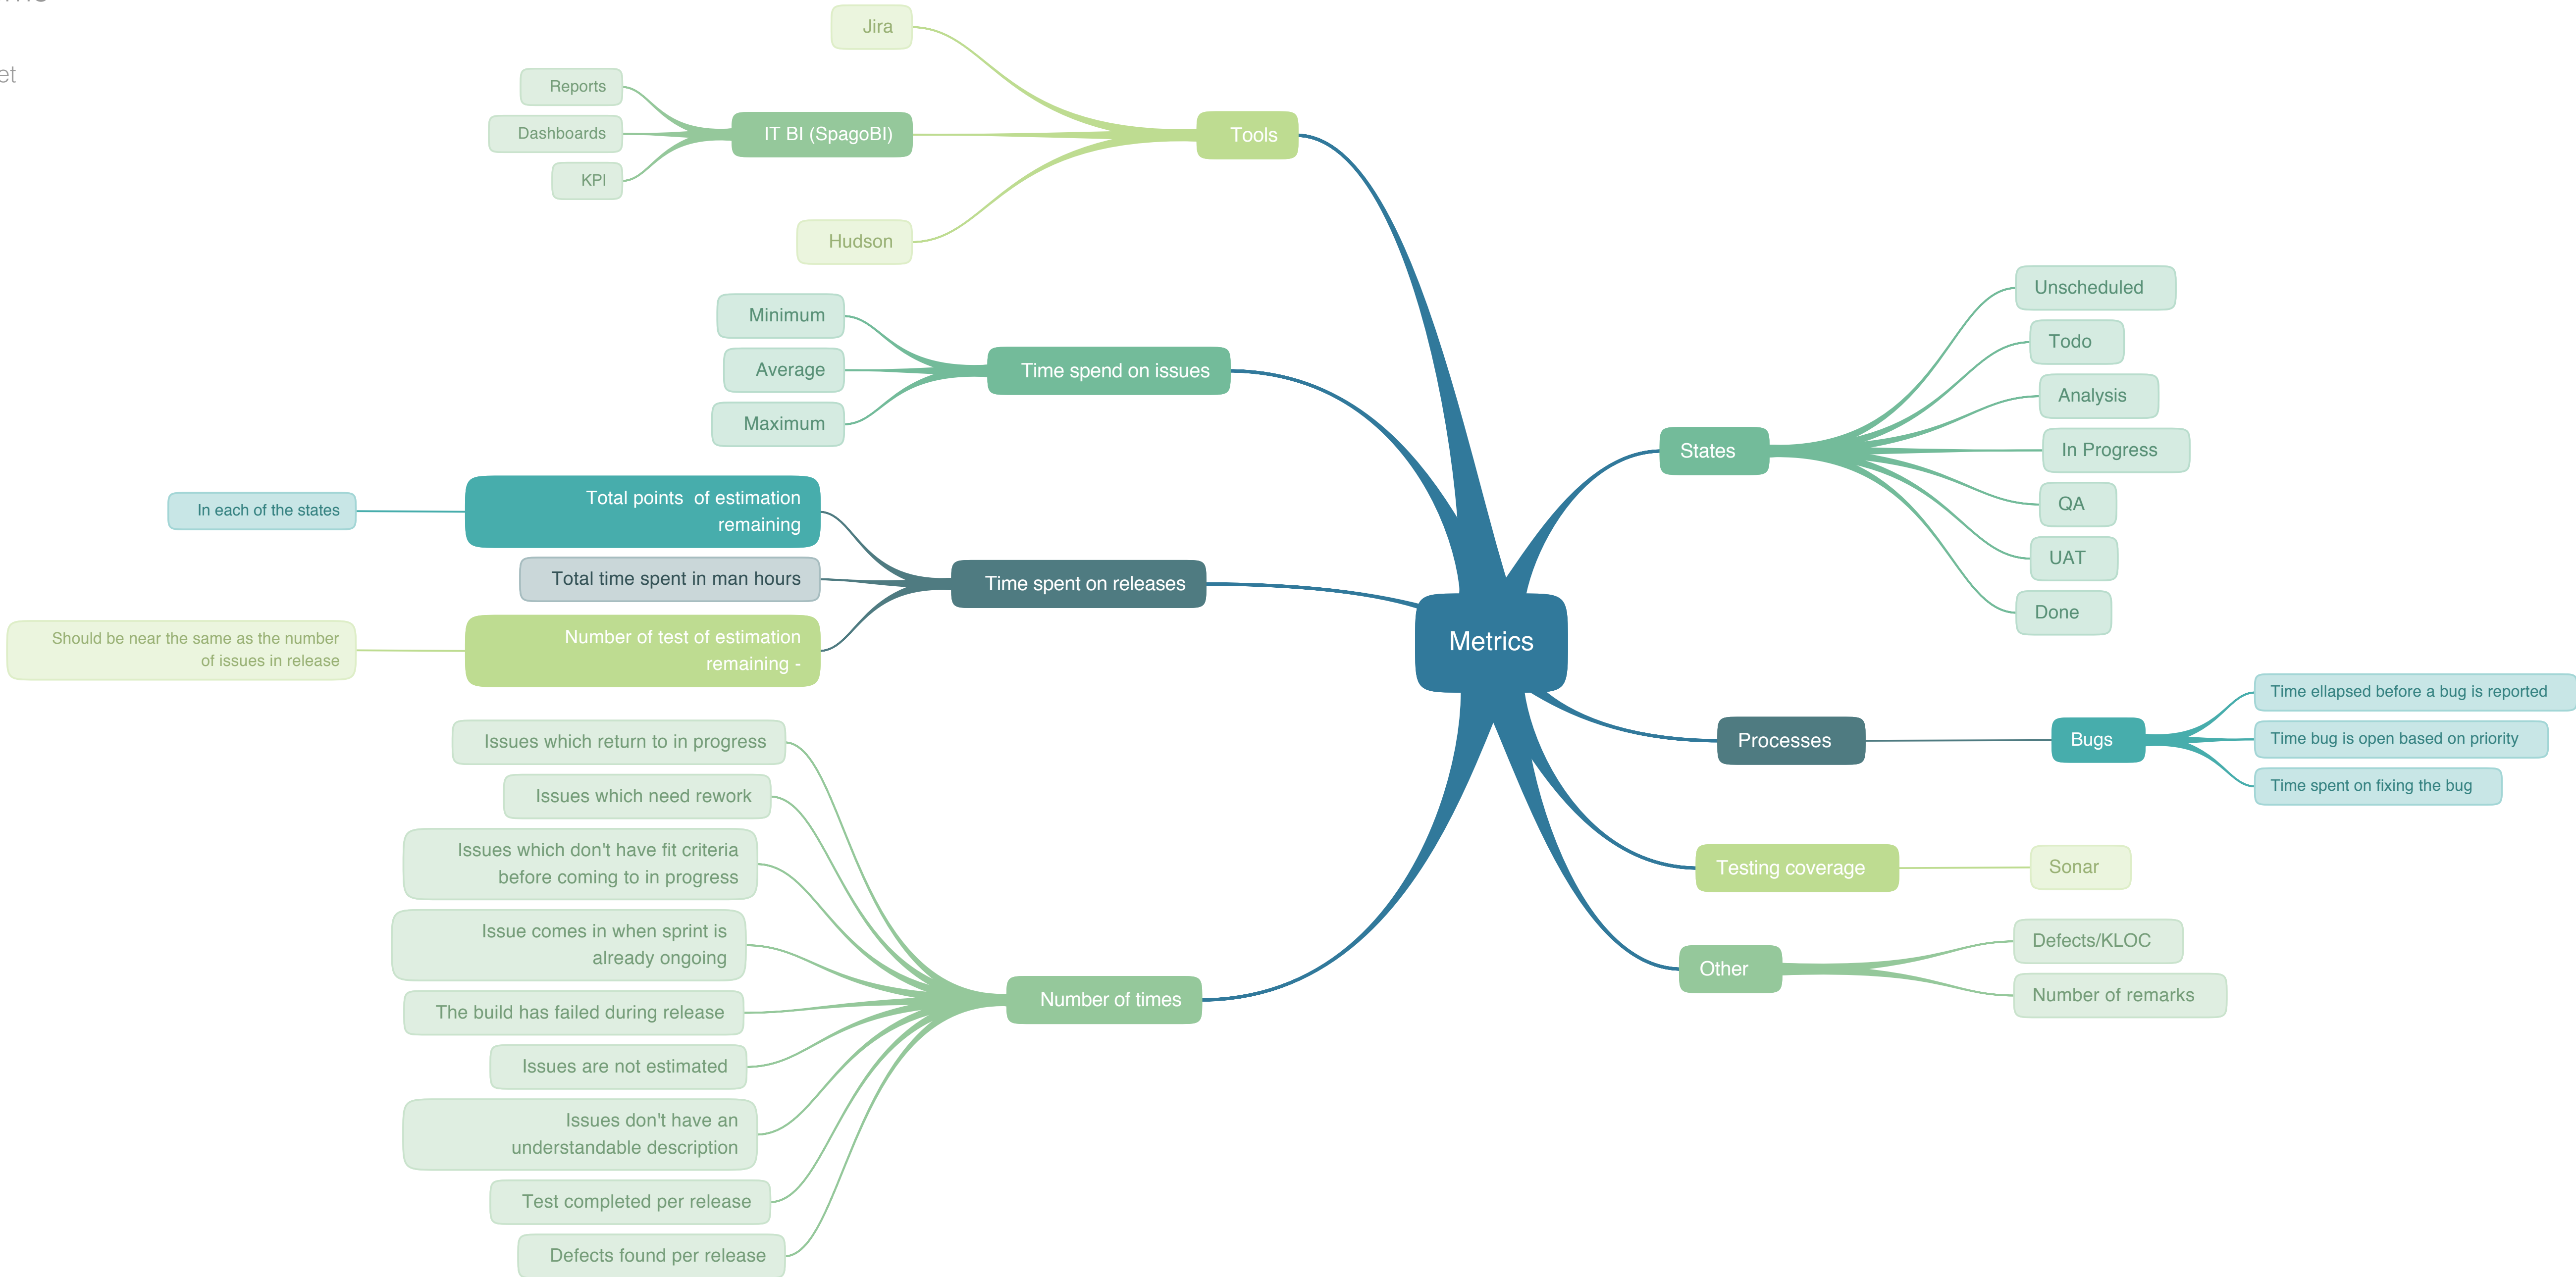 et
Jira
Reports
Dashboards
KPI
IT BI (SpagoBI)
Hudson
Tools
Minimum
Average
Maximum
Time spend on issues
In each of the states
Total points  of estimation
remaining
Total time spent in man hours
Should be near the same as the number
of issues in release
Number of test of estimation
remaining -
Time spent on releases
Issues which return to in progress
Issues which need rework
Issues which don't have fit criteria
before coming to in progress
Issue comes in when sprint is
already ongoing
The build has failed during release
Issues are not estimated
Issues don't have an
understandable description
Test completed per release
Defects found per release
Number of times
Metrics
States
Unscheduled
Todo
Analysis
In Progress
QA
UAT
Done
Processes
Bugs
Time ellapsed before a bug is reported
Time bug is open based on priority
Time spent on fixing the bug
Testing coverage
Sonar
Other
Defects/KLOC
Number of remarks